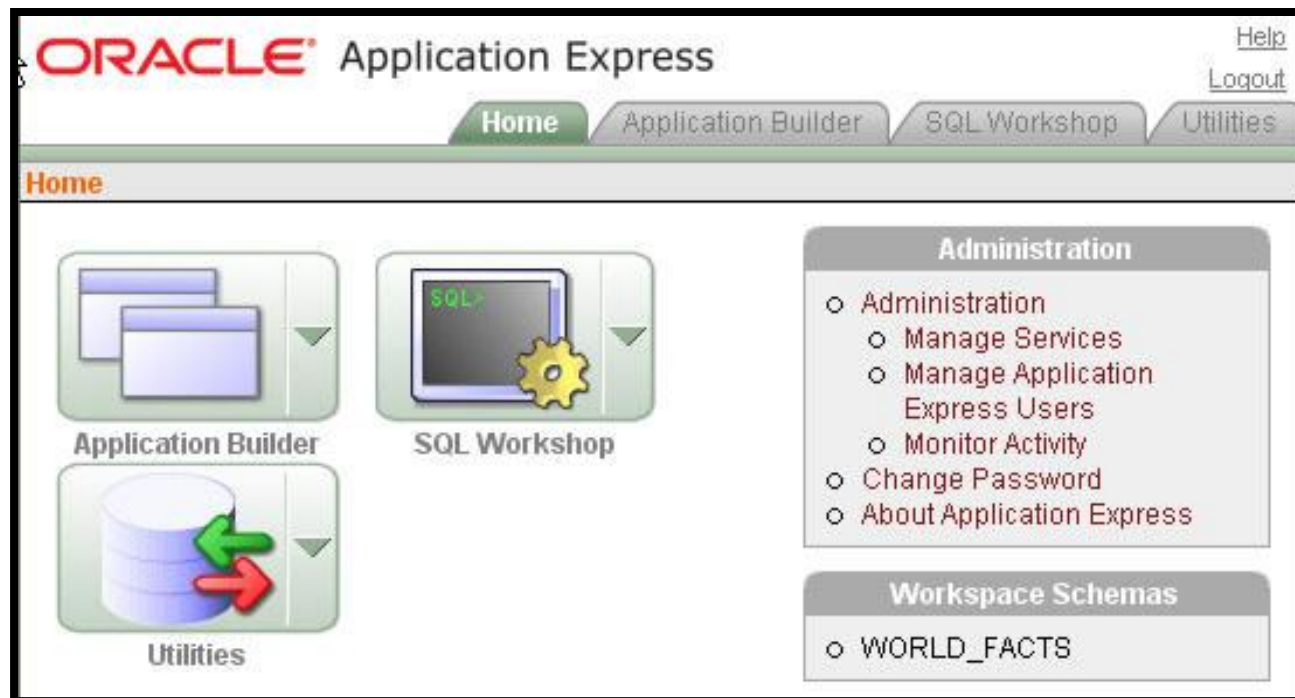 ORACLE® Application Express
Help
Logout
Home Application Builder SQL Workshop Utilities
Home
SQL>
Application Builder
SQL Workshop
Utilities
Administration
Administration
Manage Services
Manage Application
Express Users
Monitor Activity
Change Password
About Application Express
Workspace Schemas
WORLD_FACTS